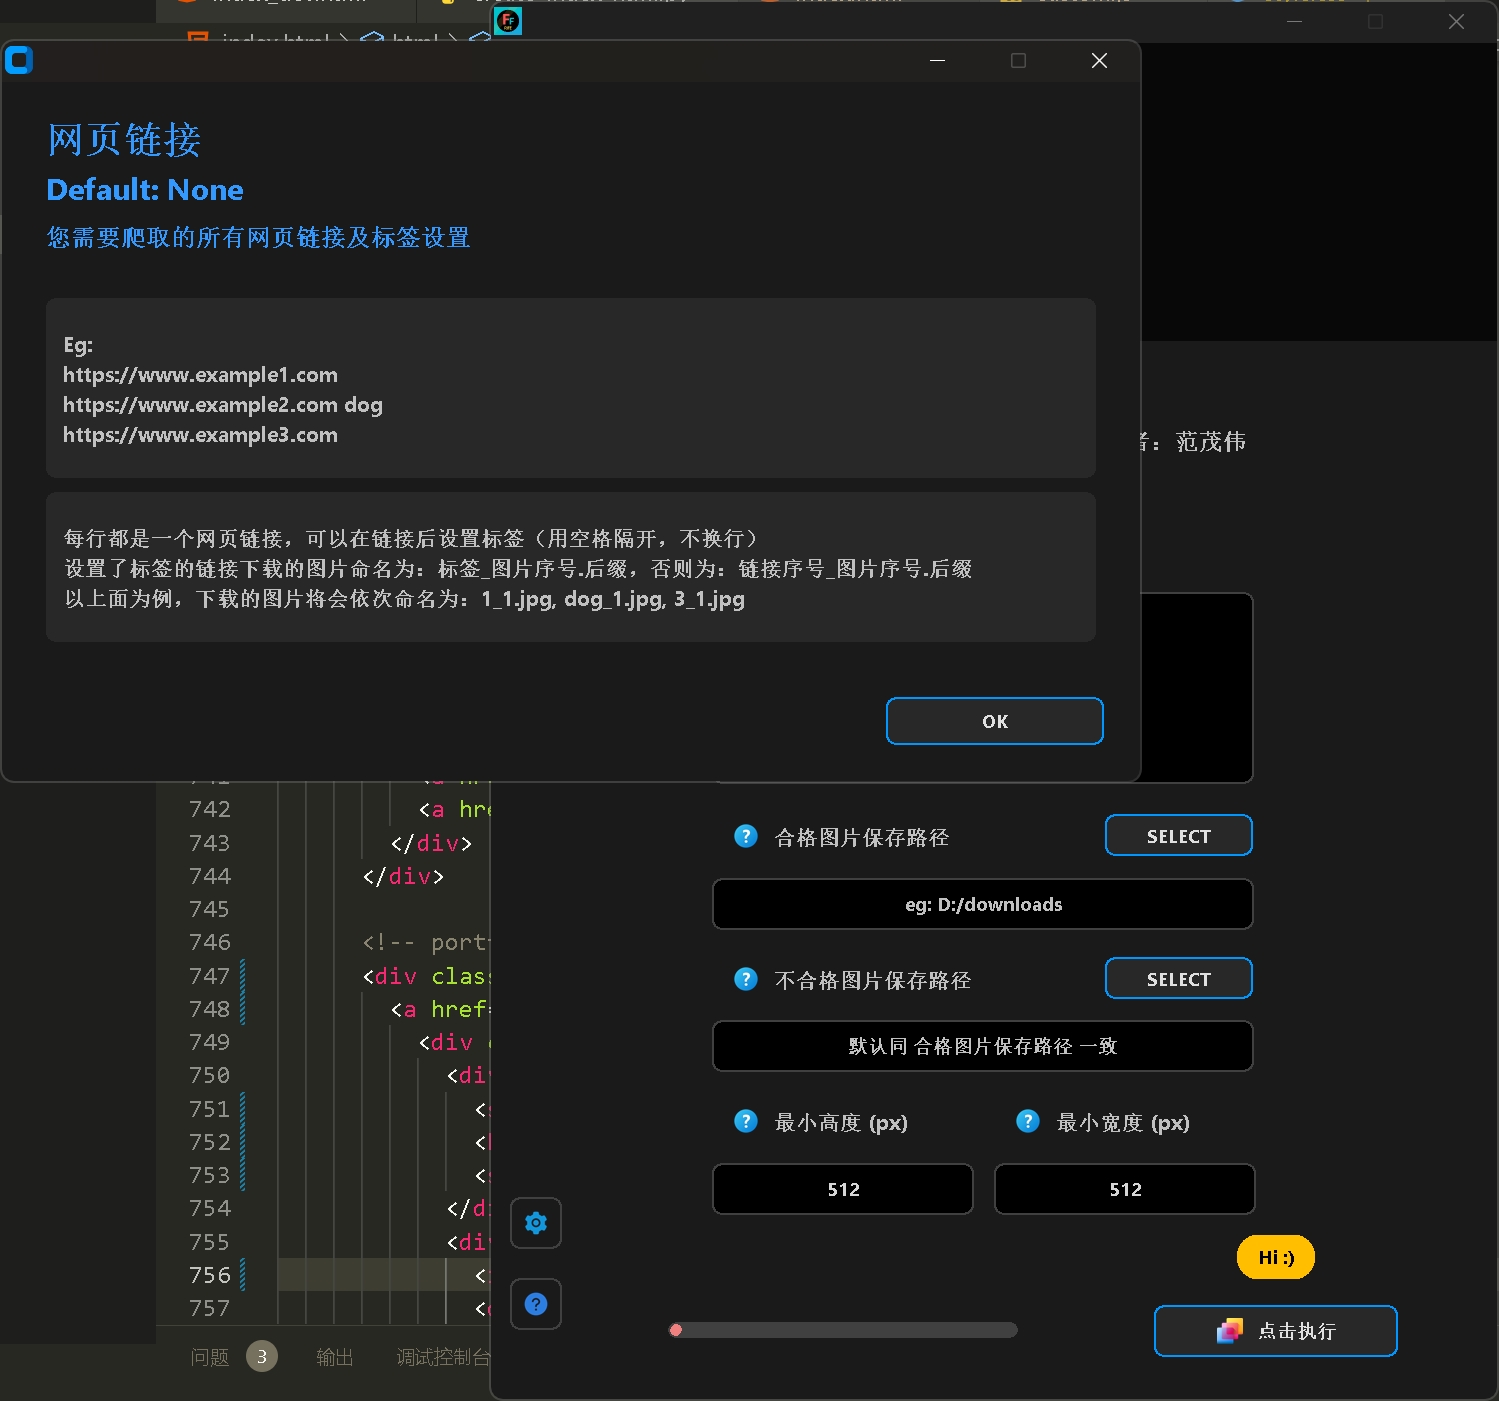 网页链接
Default: None
您需要爬取的所有网页链接及标签设置
Eg:
https://www.example1.com
https://www.example2.com dog
https://www.example3.com
每行都是一个网页链接，可以在链接后设置标签（用空格隔开，不换行）
设置了标签的链接下载的图片命名为：标签_图片序号.后缀，否则为：链接序号_图片序号.后缀
以上面为例，下载的图片将会依次命名为：1_1.jpg, dog_1.jpg, 3_1.jpg
OK
：范茂伟
合格图片保存路径
SELECT
eg: D:/downloads
不合格图片保存路径
SELECT
默认同 合格图片保存路径 一致
最小高度 (px)
最小宽度 (px)
512
512
Hi :)
点击执行
742 <a hre
743 </div>
744 </div>
745
746 <!-- port
747 <div clas
748 <a href
749 <div
750 <div
751 <
752 <
753 <
754 </d
755 <div
756 <
757 <
问题 3 输出 调试控制台